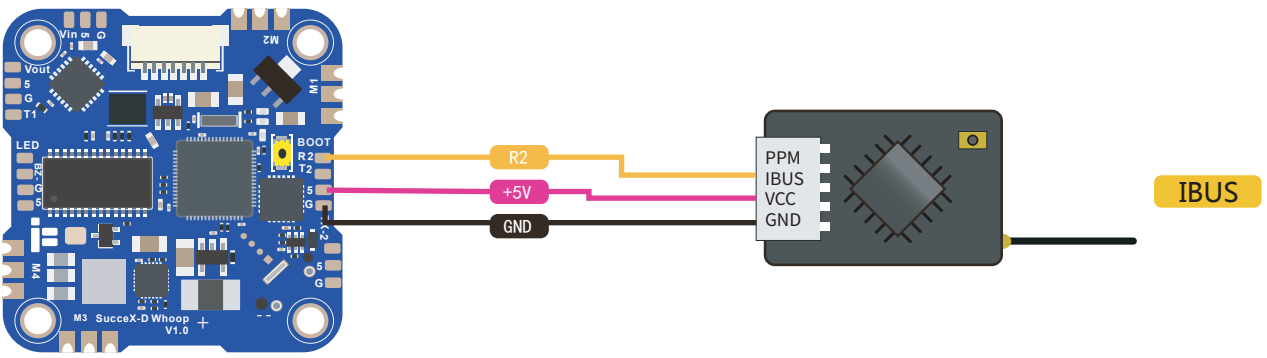 Vin 5 G
M2
Vout
5
G
T1
M1
LED
BZ-
G
5
BOOT
R2
T2
5
G
5
G
M4
M3
SucceX-D Whoop
V1.0
R2
+5V
GND
PPM
IBUS
VCC
GND
IBUS